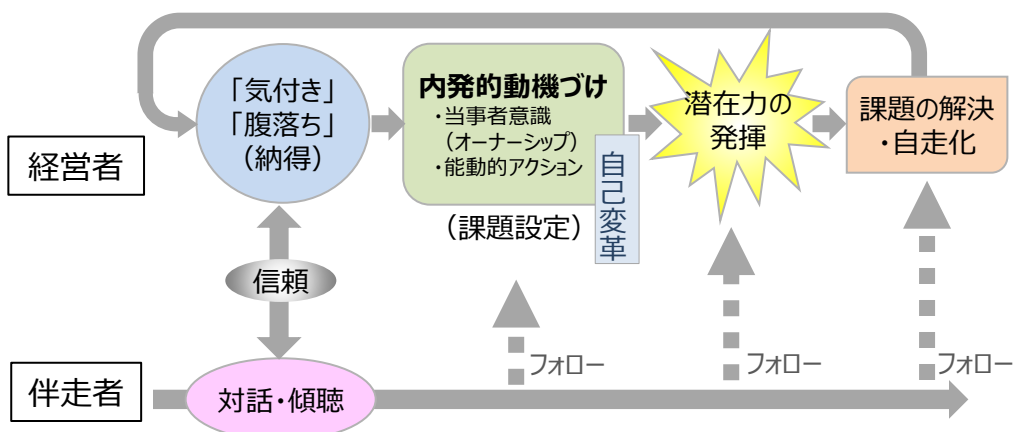 経営者
「気付き」
「腹落ち」
（納得）
内発的動機づけ
・当事者意識
（オーナーシップ）
・能動的アクション
（課題設定）
自己変革
潜在力の
発揮
課題の解決
・自走化
信頼
フォロー
フォロー
フォロー
伴走者
対話・傾聴